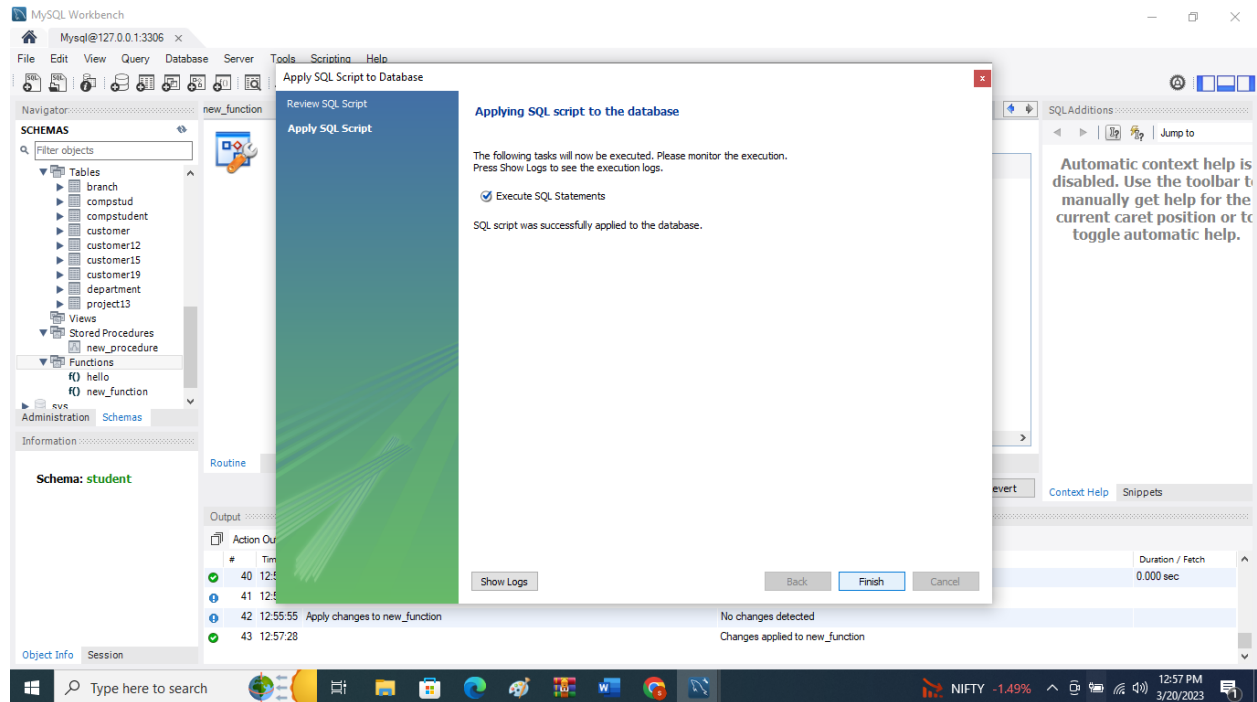 MySQL Workbench
Mysql@127.0.0.1:3306
File Edit View Query Database Server Tools Scripting Help
Navigator
SCHEMAS
Filter objects
Tables
branch
compstud
compstudent
customer
customer12
customer15
customer19
department
project13
Views
Stored Procedures
new_procedure
Functions
f() hello
f() new_function
sys
Administration Schemas
Information
Schema: student
Object Info Session
new_function
Routine
Apply SQL Script to Database
Review SQL Script
Apply SQL Script
Applying SQL script to the database
The following tasks will now be executed. Please monitor the execution.
Press Show Logs to see the execution logs.
Execute SQL Statements
SQL script was successfully applied to the database.
Show Logs Back Finish Cancel
evert
SQLAdditions
Jump to
Automatic context help is
disabled. Use the toolbar to
manually get help for the
current caret position or to
toggle automatic help.
Context Help Snippets
Output
Action Ou
# Tim Duration / Fetch
40 12:5 0.000 sec
41 12:5
42 12:55:55 Apply changes to new_function No changes detected
43 12:57:28 Changes applied to new_function
Type here to search
NIFTY -1.49%
12:57 PM
3/20/2023